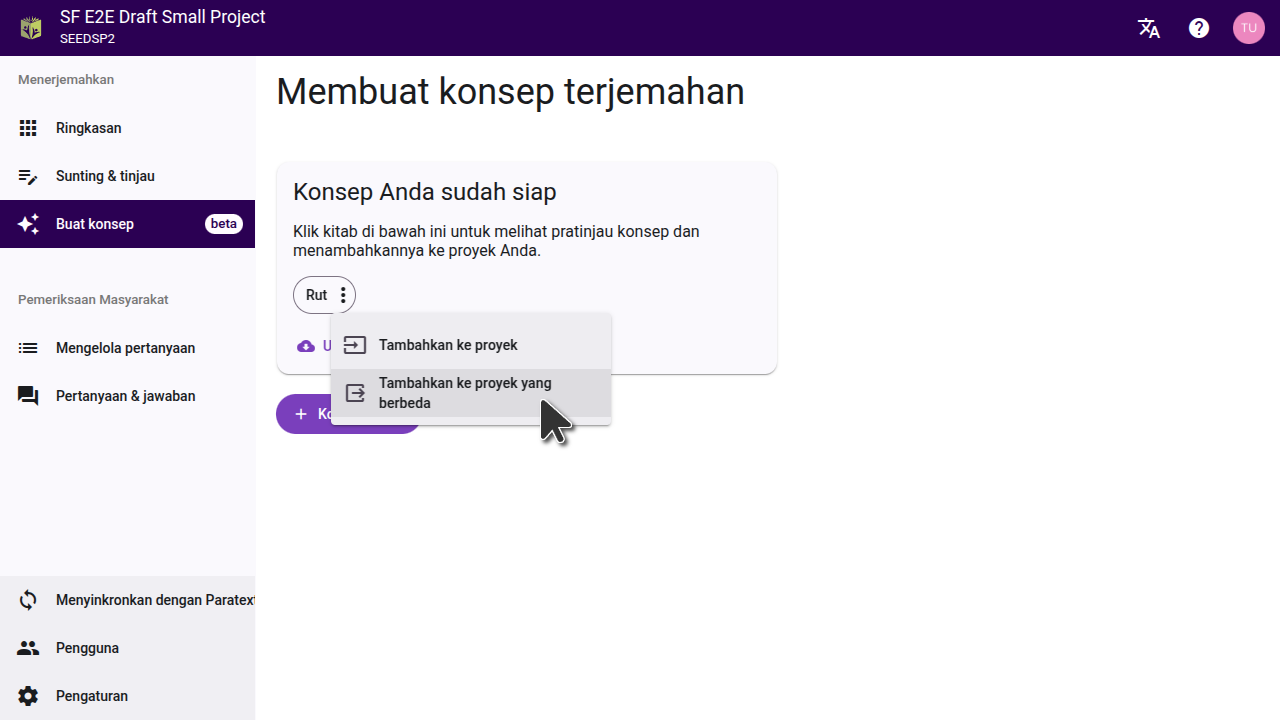 SF E2E Draft Small Project
SEEDSP2
TU
Menerjemahkan
Ringkasan
Sunting & tinjau
Buat konsep
beta
Pemeriksaan Masyarakat
Mengelola pertanyaan
Pertanyaan & jawaban
Menyinkronkan dengan Paratext
Pengguna
Pengaturan
Membuat konsep terjemahan
Konsep Anda sudah siap
Klik kitab di bawah ini untuk melihat pratinjau konsep dan
menambahkannya ke proyek Anda.
Rut
Tambahkan ke proyek
Tambahkan ke proyek yang
berbeda